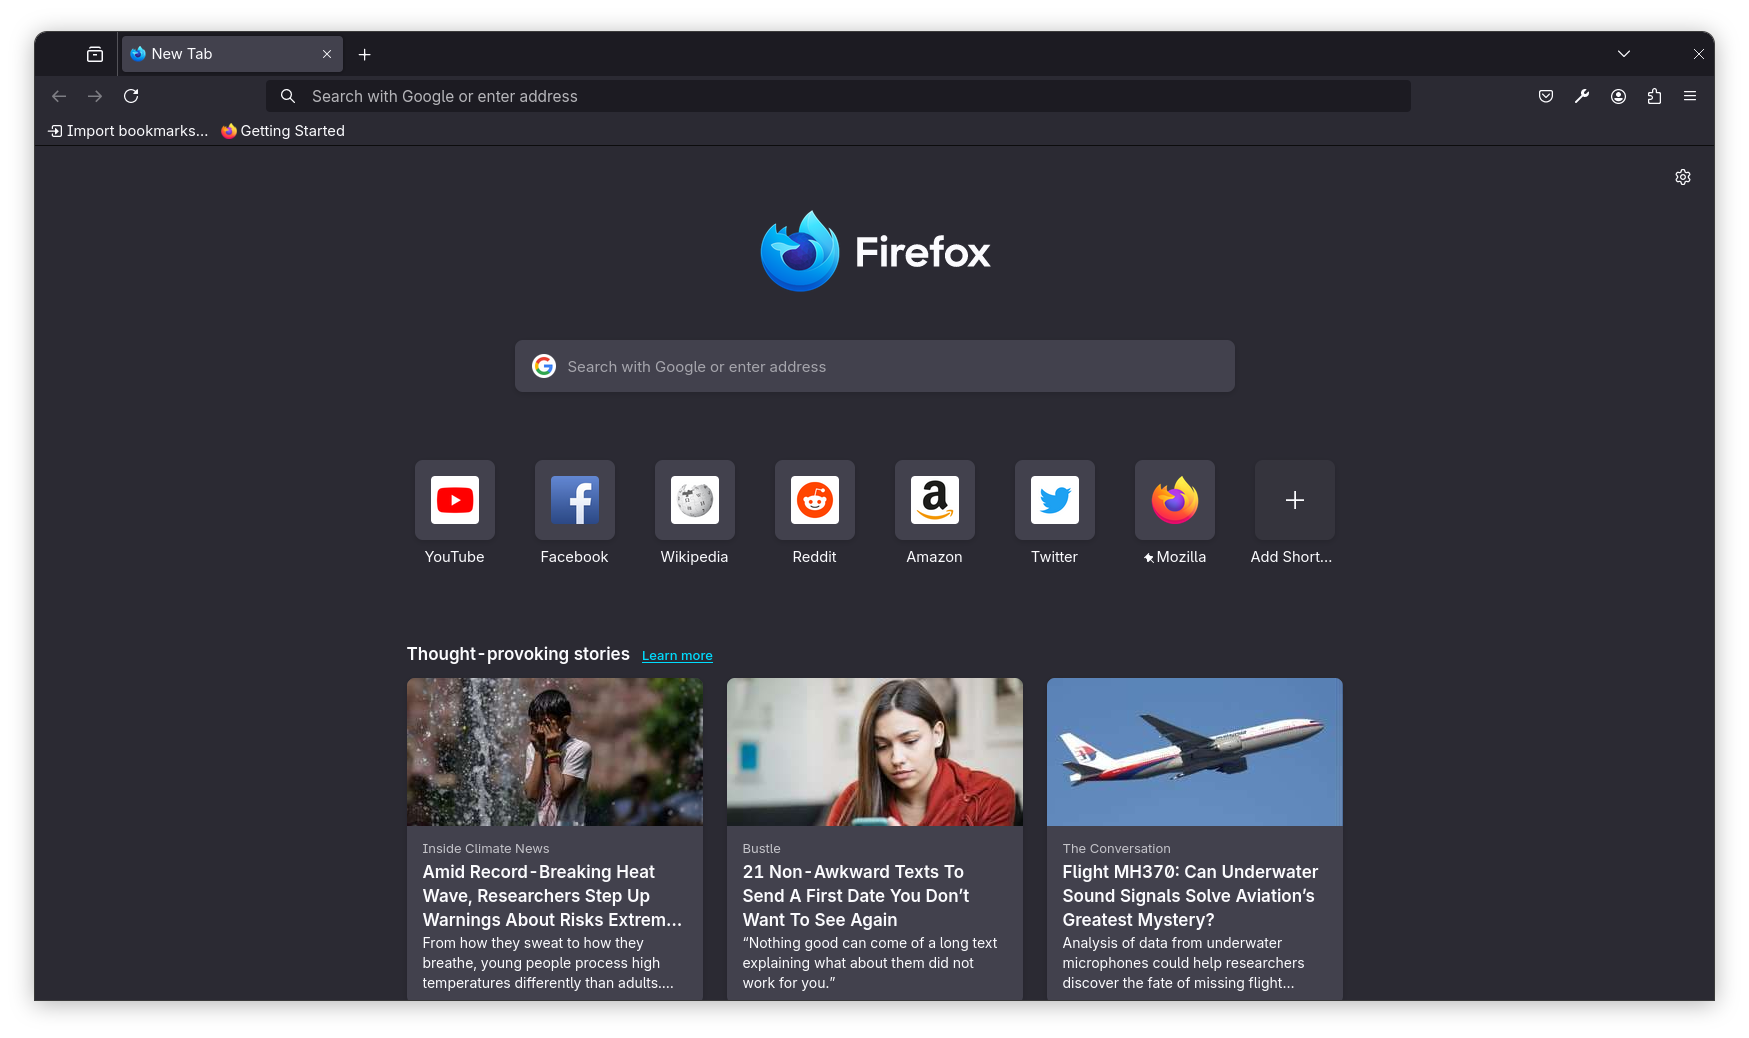 New Tab
Search with Google or enter address
Import bookmarks...
Getting Started
Firefox
Search with Google or enter address
YouTube
Facebook
Wikipedia
Reddit
Amazon
Twitter
Mozilla
Add Short...
Thought-provoking stories Learn more
Inside Climate News
Amid Record-Breaking Heat
Wave, Researchers Step Up
Warnings About Risks Extrem...
From how they sweat to how they
breathe, young people process high
temperatures differently than adults....
Bustle
21 Non-Awkward Texts To
Send A First Date You Don’t
Want To See Again
“Nothing good can come of a long text
explaining what about them did not
work for you.”
The Conversation
Flight MH370: Can Underwater
Sound Signals Solve Aviation’s
Greatest Mystery?
Analysis of data from underwater
microphones could help researchers
discover the fate of missing flight...